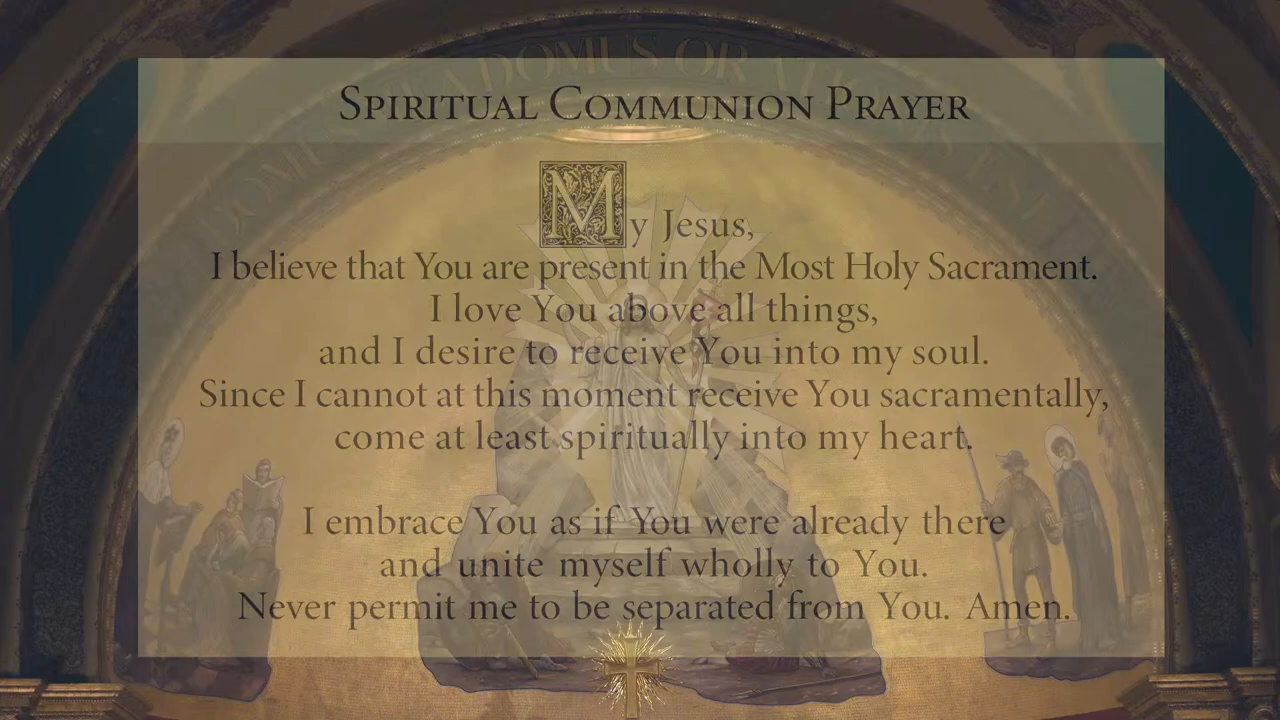 DOMUS ORATION
DOMUS
SPIRITUAL COMMUNION PRAYER
My Jesus,
I believe that You are present in the Most Holy Sacrament.
I love You above all things,
and I desire to receive You into my soul.
Since I cannot at this moment receive You sacramentally,
come at least spiritually into my heart.
I embrace You as if You were already there
and unite myself wholly to You.
Never permit me to be separated from You. Amen.